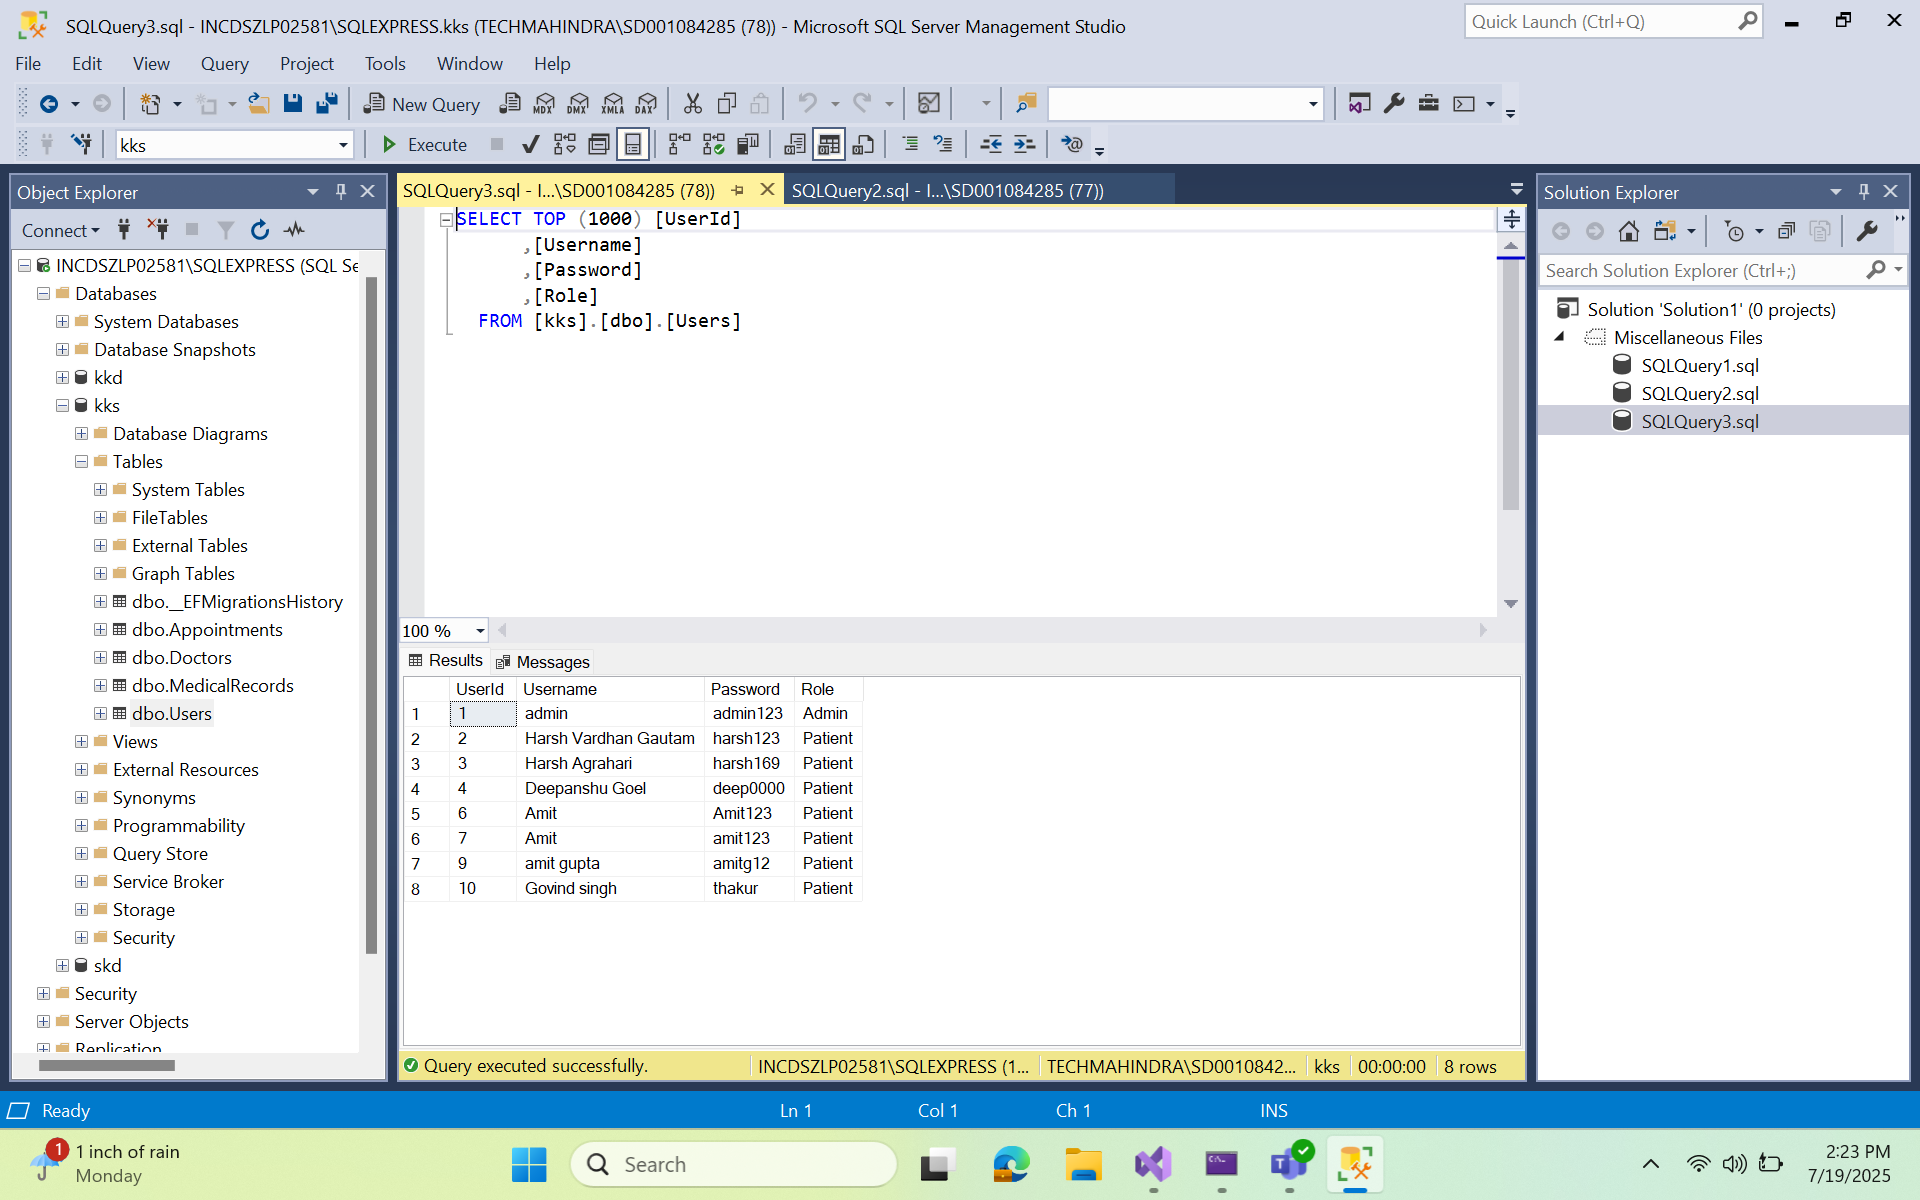 SQLQuery3.sql - INCDSZLP02581\SQLEXPRESS.kks (TECHMAHINDRA\SD001084285 (78)) - Microsoft SQL Server Management Studio
Quick Launch (Ctrl+Q)
File Edit View Query Project Tools Window Help
New Query MDX DMX XMLA DAX
kks Execute
Object Explorer
Connect
INCDSZLP02581\SQLEXPRESS (SQL Se
Databases
System Databases
Database Snapshots
kkd
kks
Database Diagrams
Tables
System Tables
FileTables
External Tables
Graph Tables
dbo.__EFMigrationsHistory
dbo.Appointments
dbo.Doctors
dbo.MedicalRecords
dbo.Users
Views
External Resources
Synonyms
Programmability
Query Store
Service Broker
Storage
Security
skd
Security
Server Objects
Replication
SQLQuery3.sql - I...\SD001084285 (78))
SQLQuery2.sql - I...\SD001084285 (77))
SELECT TOP (1000) [UserId]
,[Username]
,[Password]
,[Role]
FROM [kks].[dbo].[Users]
100 %
Results Messages
UserId Username Password Role
1 1 admin admin123 Admin
2 2 Harsh Vardhan Gautam harsh123 Patient
3 3 Harsh Agrahari harsh169 Patient
4 4 Deepanshu Goel deep0000 Patient
5 6 Amit Amit123 Patient
6 7 Amit amit123 Patient
7 9 amit gupta amitg12 Patient
8 10 Govind singh thakur Patient
Query executed successfully. INCDSZLP02581\SQLEXPRESS (1... TECHMAHINDRA\SD0010842... kks 00:00:00 8 rows
Solution Explorer
Search Solution Explorer (Ctrl+;)
Solution 'Solution1' (0 projects)
Miscellaneous Files
SQLQuery1.sql
SQLQuery2.sql
SQLQuery3.sql
Ready Ln 1 Col 1 Ch 1 INS
1
1 inch of rain
Monday
Search
2:23 PM
7/19/2025